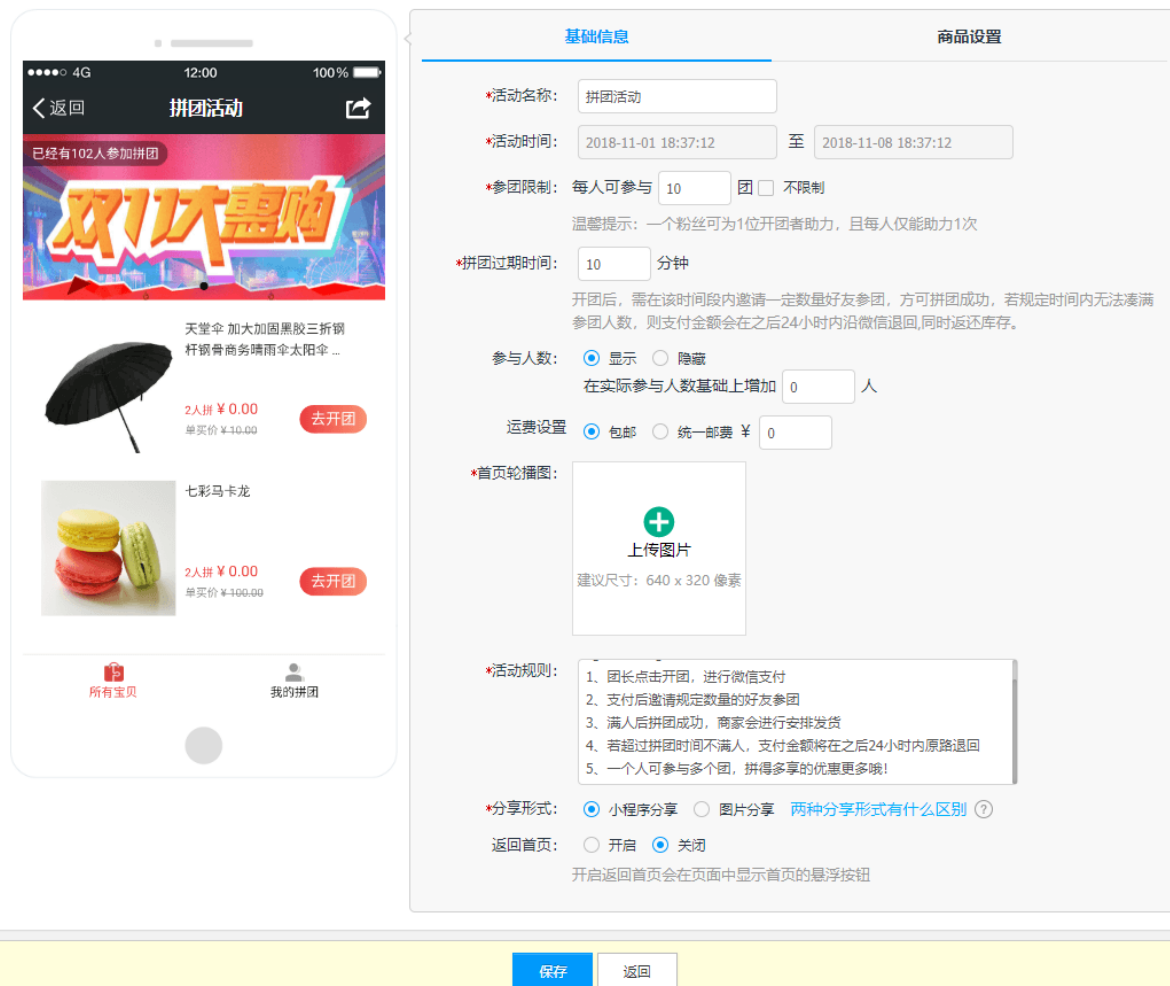 4G
12:00
100%
返回
拼团活动
已经有102人参加拼团
双11大惠购
天堂伞 加大加固黑胶三折钢
杆钢骨商务晴雨伞太阳伞 ...
2人拼 ¥ 0.00
单买价 ¥ 10.00
去开团
七彩马卡龙
2人拼 ¥ 0.00
单买价 ¥ 100.00
去开团
所有宝贝
我的拼团
基础信息
商品设置
*活动名称: 拼团活动
*活动时间: 2018-11-01 18:37:12 至 2018-11-08 18:37:12
*参团限制: 每人可参与 10 团 不限制
温馨提示: 一个粉丝可为1位开团者助力, 且每人仅能助力1次
*拼团过期时间: 10 分钟
开团后, 需在该时间段内邀请一定数量好友参团, 方可拼团成功, 若规定时间内无法凑满
参团人数, 则支付金额会在之后24小时内沿微信退回,同时返还库存。
参与人数: 显示 隐藏
在实际参与人数基础上增加 0 人
运费设置 包邮 统一邮费 ¥ 0
*首页轮播图:
上传图片
建议尺寸: 640 x 320 像素
*活动规则:
1、团长点击开团, 进行微信支付
2、支付后邀请规定数量的好友参团
3、满人后拼团成功, 商家会进行安排发货
4、若超过拼团时间不满人, 支付金额将在之后24小时内原路退回
5、一个人可参与多个团, 拼得多享的优惠更多哦!
*分享形式: 小程序分享 图片分享 两种分享形式有什么区别 ?
返回首页: 开启 关闭
开启返回首页会在页面中显示首页的悬浮按钮
保存
返回